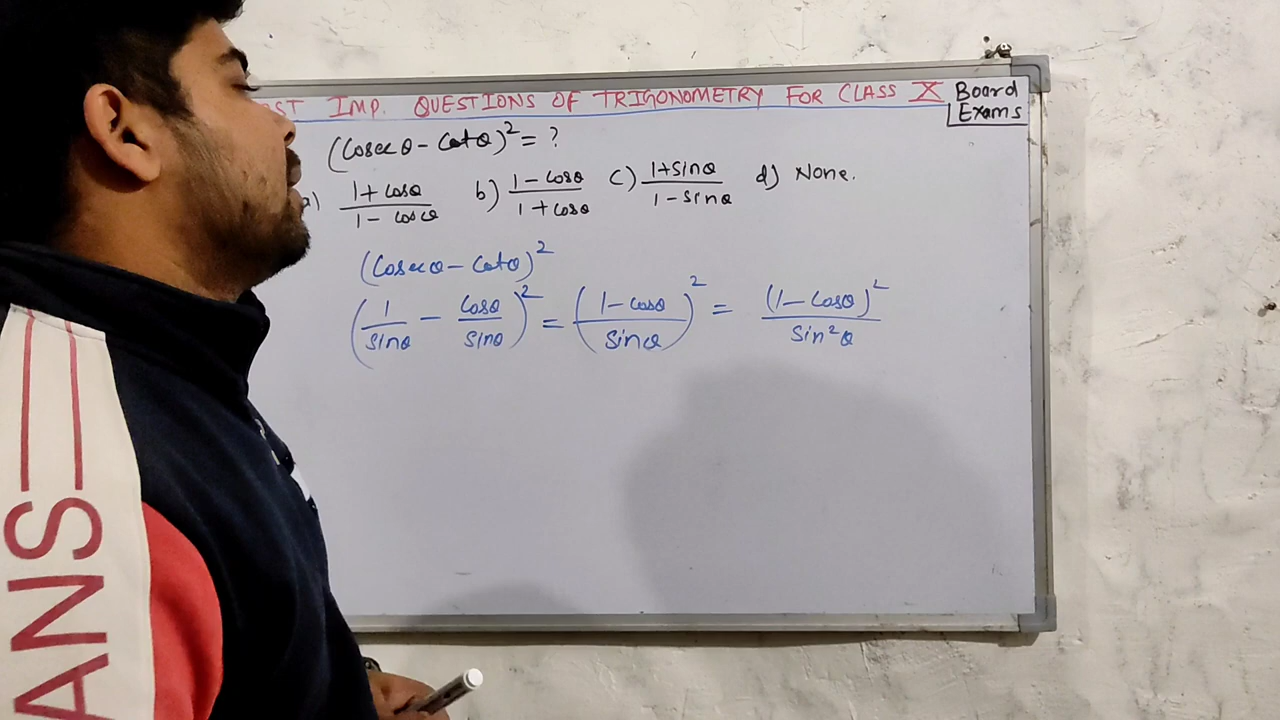 IMP. QUESTIONS OF TRIGONOMETRY FOR CLASS X Board Exams
(Cosec θ - Cotθ)² = ?
a) 1 + cosθ / 1 - cosθ b) 1 - cosθ / 1 + cosθ c) 1+sinθ / 1 - sinθ d) None.
(Cosec θ - Cotθ)²
(1/sinθ - cosθ/sinθ)² = (1-cosθ / sinθ)² = (1-cosθ)² / sin²θ
ANS